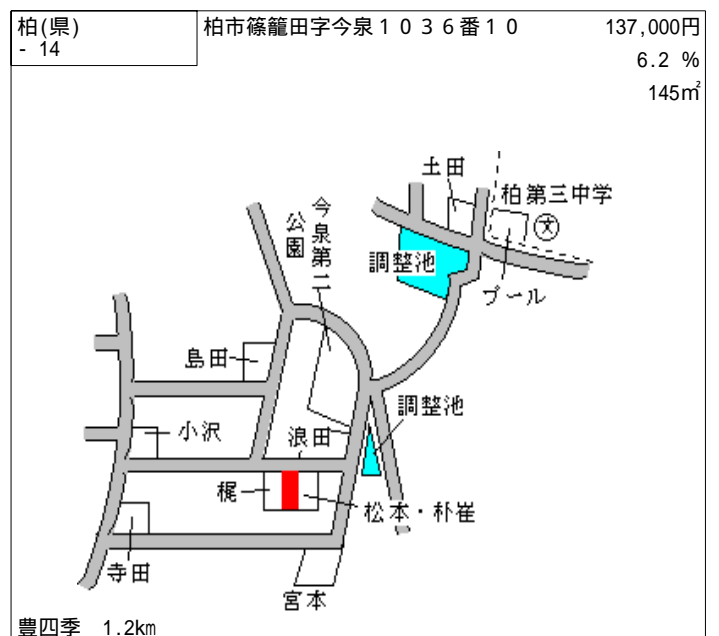 柏(県)
- 14
柏市篠籠田字今泉1036番10
137,000円
6.2 %
145㎡
土田
柏第三中学
文
プール
調整池
今泉第二
公園
島田
調整池
小沢
浪田
梶
松本・朴崔
寺田
宮本
豊四季 1.2km